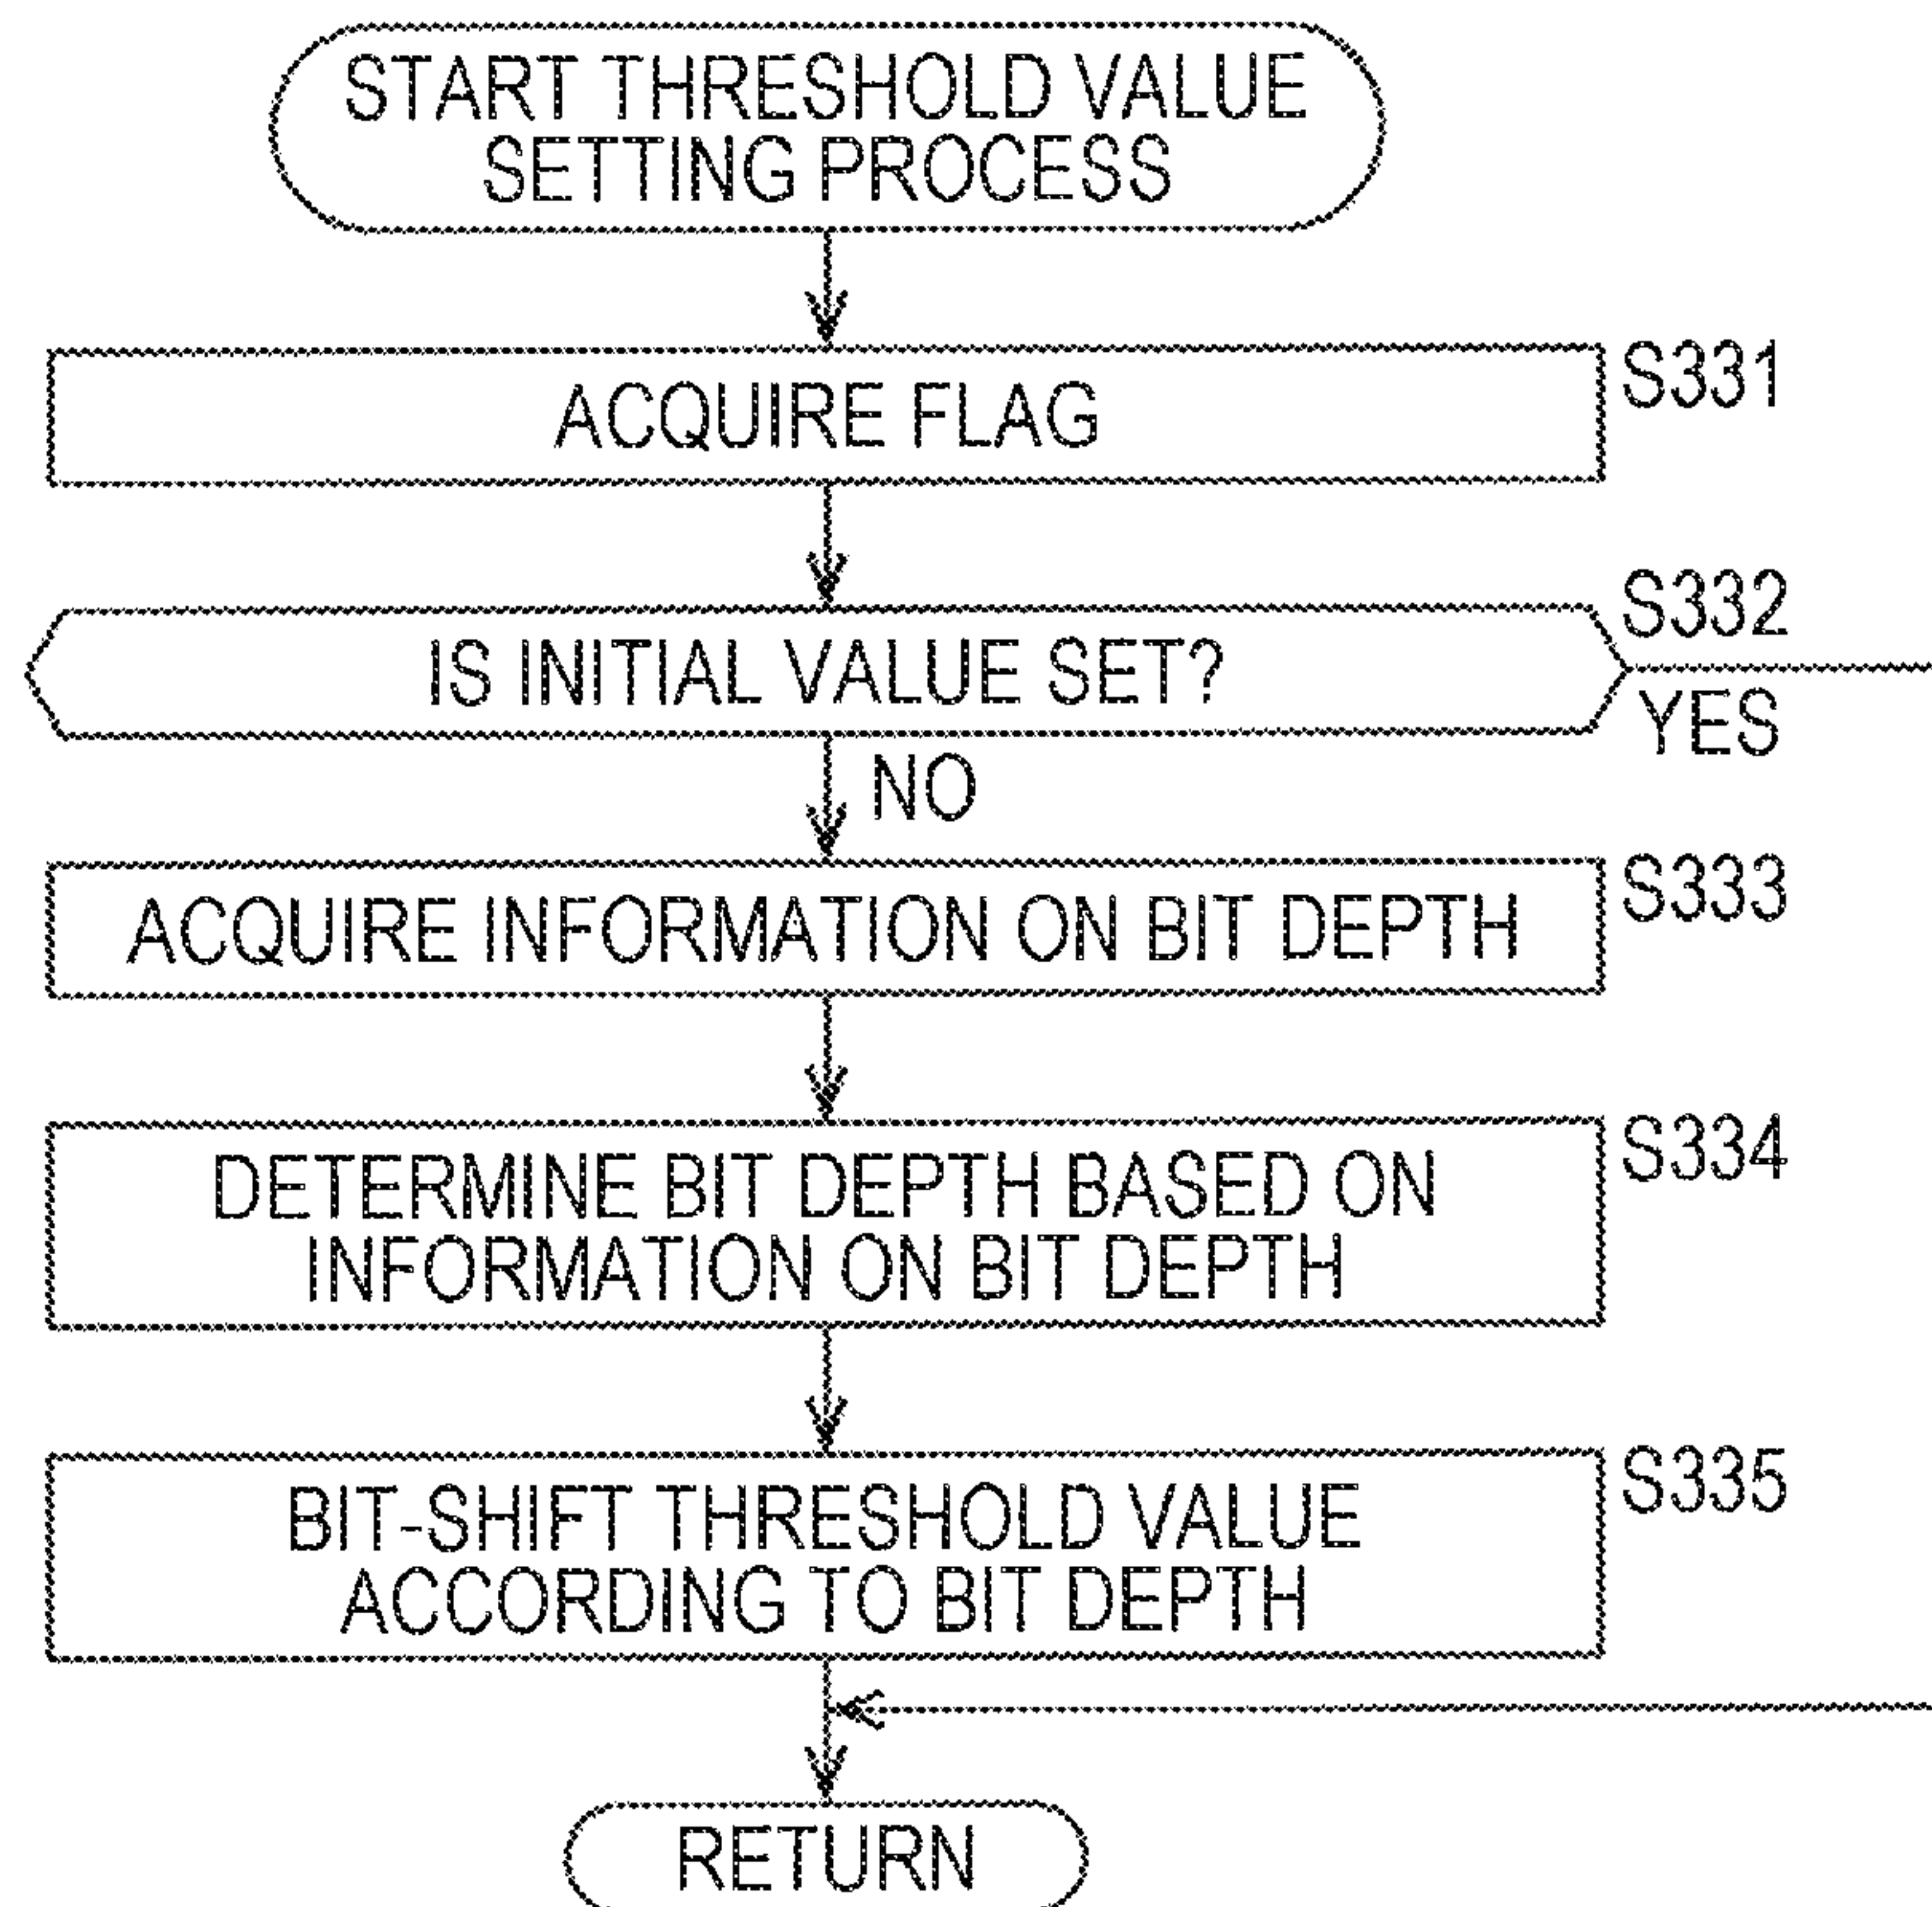 START THRESHOLD VALUE
SETTING PROCESS
ACQUIRE FLAG
S331
IS INITIAL VALUE SET?
S332
YES
NO
ACQUIRE INFORMATION ON BIT DEPTH
S333
DETERMINE BIT DEPTH BASED ON
INFORMATION ON BIT DEPTH
S334
BIT-SHIFT THRESHOLD VALUE
ACCORDING TO BIT DEPTH
S335
RETURN